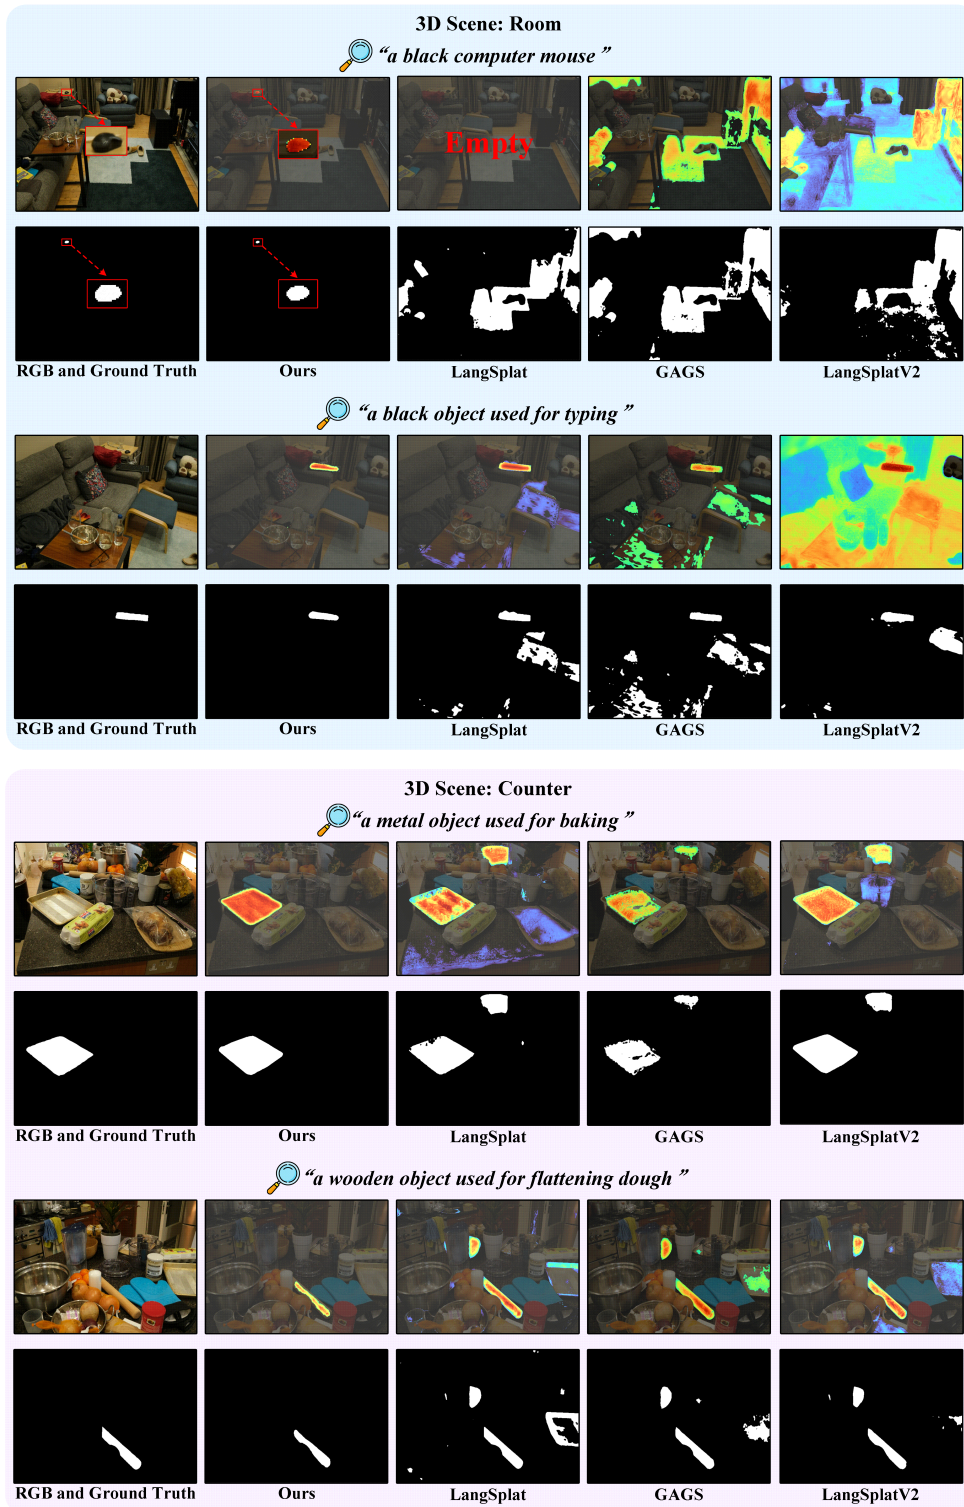 3D Scene: Room
“a black computer mouse”
Empty
RGB and Ground Truth Ours LangSplat GAGS LangSplatV2
“a black object used for typing”
RGB and Ground Truth Ours LangSplat GAGS LangSplatV2
3D Scene: Counter
“a metal object used for baking”
RGB and Ground Truth Ours LangSplat GAGS LangSplatV2
“a wooden object used for flattening dough”
RGB and Ground Truth Ours LangSplat GAGS LangSplatV2